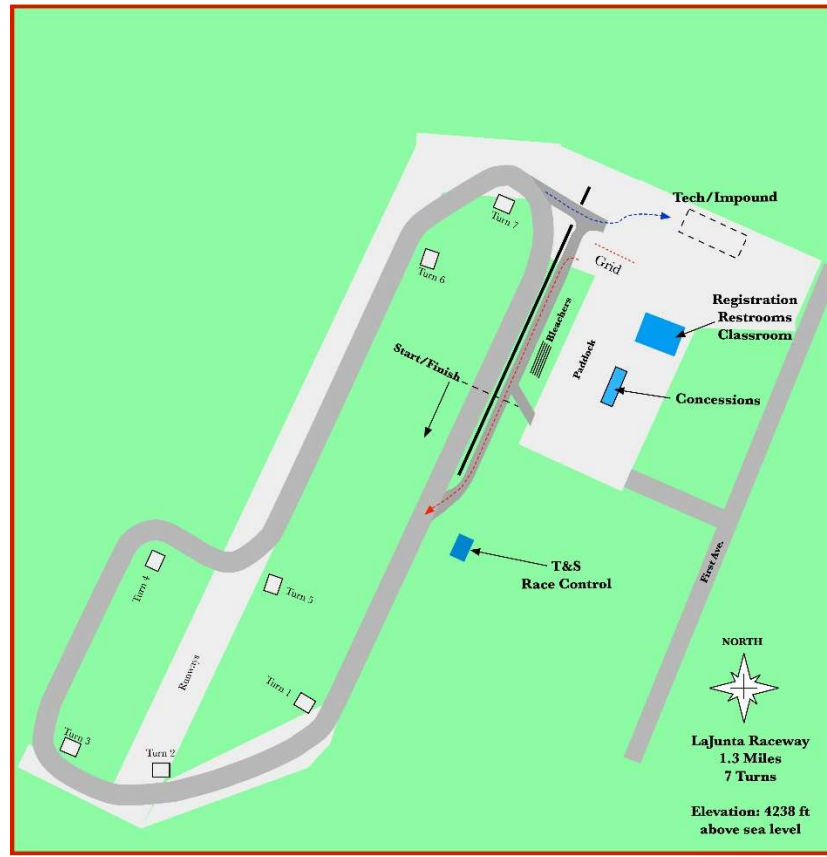 Tech/Impound
Turn 7
Grid
Turn 6
Registration
Restrooms
Classroom
Bleachers
Start/Finish
Paddock
Concessions
T&S
Race Control
Turn 4
Turn 5
First Ave.
Runways
Turn 1
Turn 3
Turn 2
NORTH
LaJunta Raceway
1.3 Miles
7 Turns
Elevation: 4238 ft
above sea level